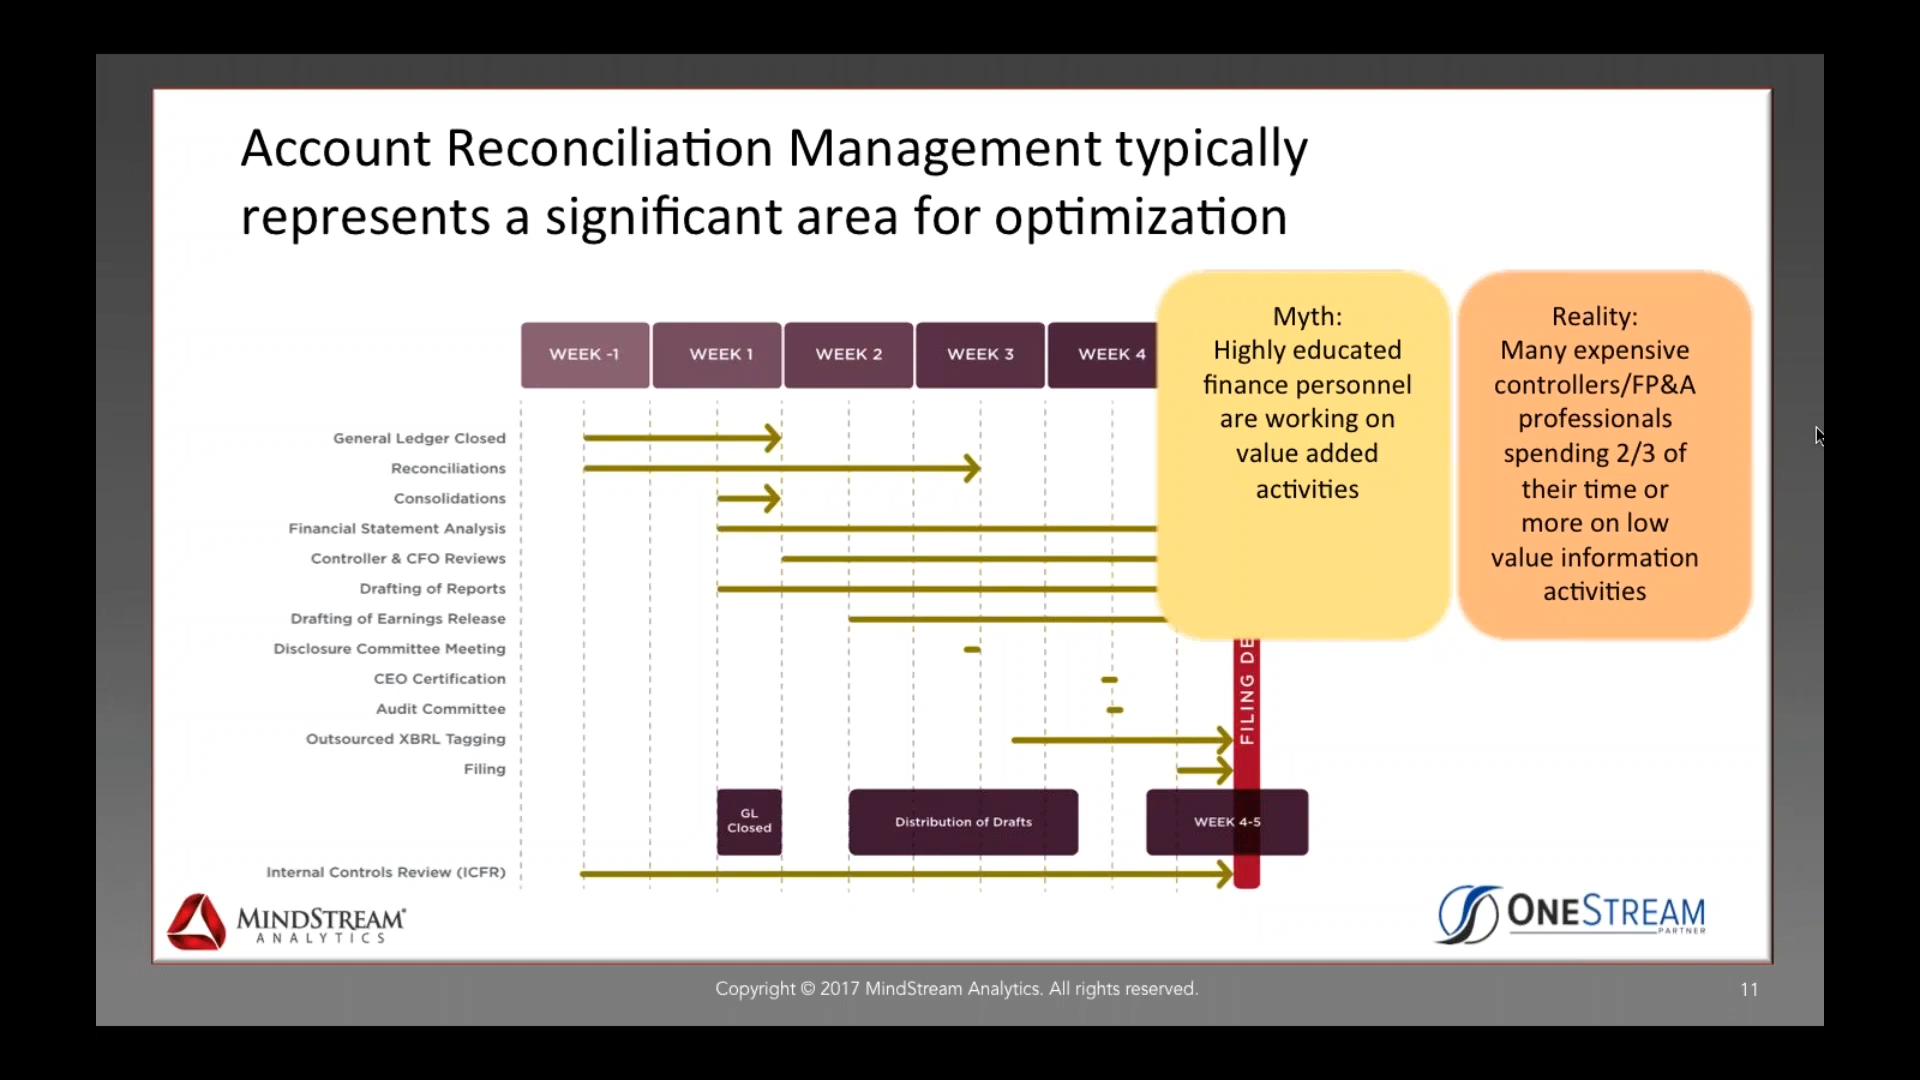 Account Reconciliation Management typically
represents a significant area for optimization
WEEK -1
WEEK 1
WEEK 2
WEEK 3
WEEK 4
Myth:
Highly educated
finance personnel
are working on
value added
activities
Reality:
Many expensive
controllers/FP&A
professionals
spending 2/3 of
their time or
more on low
value information
activities
General Ledger Closed
Reconciliations
Consolidations
Financial Statement Analysis
Controller & CFO Reviews
Drafting of Reports
Drafting of Earnings Release
Disclosure Committee Meeting
CEO Certification
Audit Committee
Outsourced XBRL Tagging
Filing
FILING DE
GL
Closed
Distribution of Drafts
WEEK 4-5
Internal Controls Review (ICFR)
MINDSTREAM
ANALYTICS
ONESTREAM
PARTNER
Copyright © 2017 MindStream Analytics. All rights reserved.
11